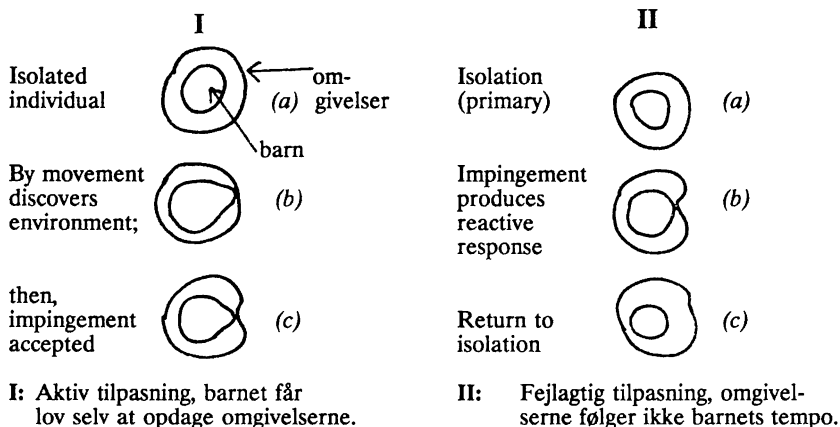 I
Isolated
individual
(a)
om-
givelser
barn
By movement
discovers
environment;
(b)
then,
impingement
accepted
(c)
I: Aktiv tilpasning, barnet får
lov selv at opdage omgivelserne.
II
Isolation
(primary)
(a)
Impingement
produces
reactive
response
(b)
Return to
isolation
(c)
II: Fejlagtig tilpasning, omgivel-
serne følger ikke barnets tempo.